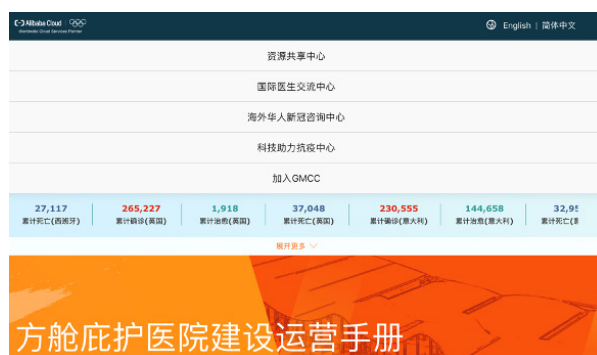 Alibaba Cloud
Worldwide Cloud Services Partner
English | 简体中文
资源共享中心
国际医生交流中心
海外华人新冠咨询中心
科技助力抗疫中心
加入GMCC
27,117 265,227 1,918 37,048 230,555 144,658
累计死亡(西班牙) 累计确诊(英国) 累计治愈(英国) 累计死亡(英国) 累计确诊(意大利) 累计治愈(意大利) 累计死亡
展开更多
方舱庇护医院建设运营手册